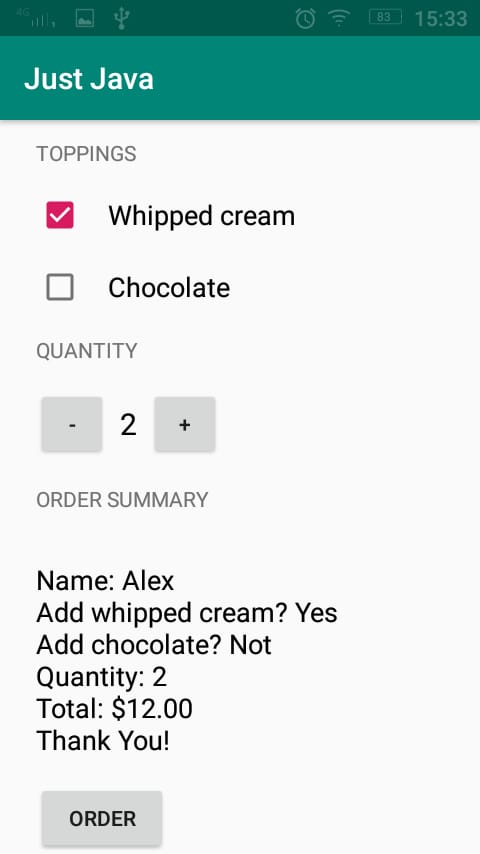 4G 83 15:33
Just Java
TOPPINGS
Whipped cream
Chocolate
QUANTITY
- 2 +
ORDER SUMMARY
Name: Alex
Add whipped cream? Yes
Add chocolate? Not
Quantity: 2
Total: $12.00
Thank You!
ORDER